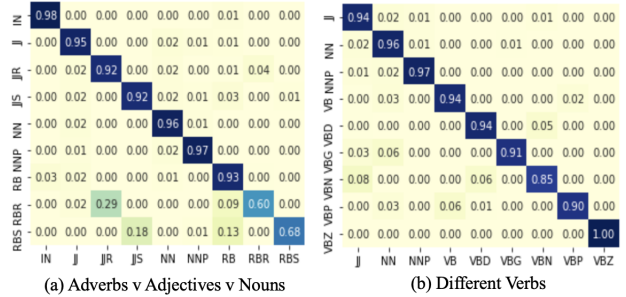 IN 0.98 0.00 0.00 0.00 0.00 0.00 0.01 0.00 0.00
JJ 0.00 0.95 0.00 0.00 0.02 0.01 0.01 0.00 0.00
JJR 0.00 0.02 0.92 0.00 0.00 0.00 0.02 0.04 0.00
JJS 0.00 0.02 0.00 0.92 0.02 0.01 0.03 0.00 0.01
NN 0.00 0.02 0.00 0.00 0.96 0.01 0.00 0.00 0.00
NNP 0.00 0.01 0.00 0.00 0.02 0.97 0.00 0.00 0.00
RB 0.03 0.02 0.00 0.00 0.01 0.00 0.93 0.00 0.00
RBR 0.00 0.02 0.29 0.00 0.00 0.00 0.09 0.60 0.00
RBS 0.00 0.00 0.00 0.18 0.00 0.00 0.13 0.00 0.68
IN JJ JJR JJS NN NNP RB RBR RBS
(a) Adverbs v Adjectives v Nouns
JJ 0.94 0.02 0.01 0.00 0.00 0.00 0.01 0.00 0.00
NN 0.02 0.96 0.01 0.00 0.00 0.01 0.00 0.00 0.00
NNP 0.01 0.02 0.97 0.00 0.00 0.00 0.00 0.00 0.00
VB 0.00 0.03 0.00 0.94 0.00 0.00 0.00 0.02 0.00
VBD 0.00 0.00 0.00 0.00 0.94 0.00 0.05 0.00 0.00
VBG 0.03 0.06 0.00 0.00 0.00 0.91 0.00 0.00 0.00
VBN 0.08 0.00 0.00 0.00 0.06 0.00 0.85 0.00 0.00
VBP 0.00 0.03 0.00 0.06 0.01 0.00 0.00 0.90 0.00
VBZ 0.00 0.00 0.00 0.00 0.00 0.00 0.00 0.00 1.00
JJ NN NNP VB VBD VBG VBN VBP VBZ
(b) Different Verbs